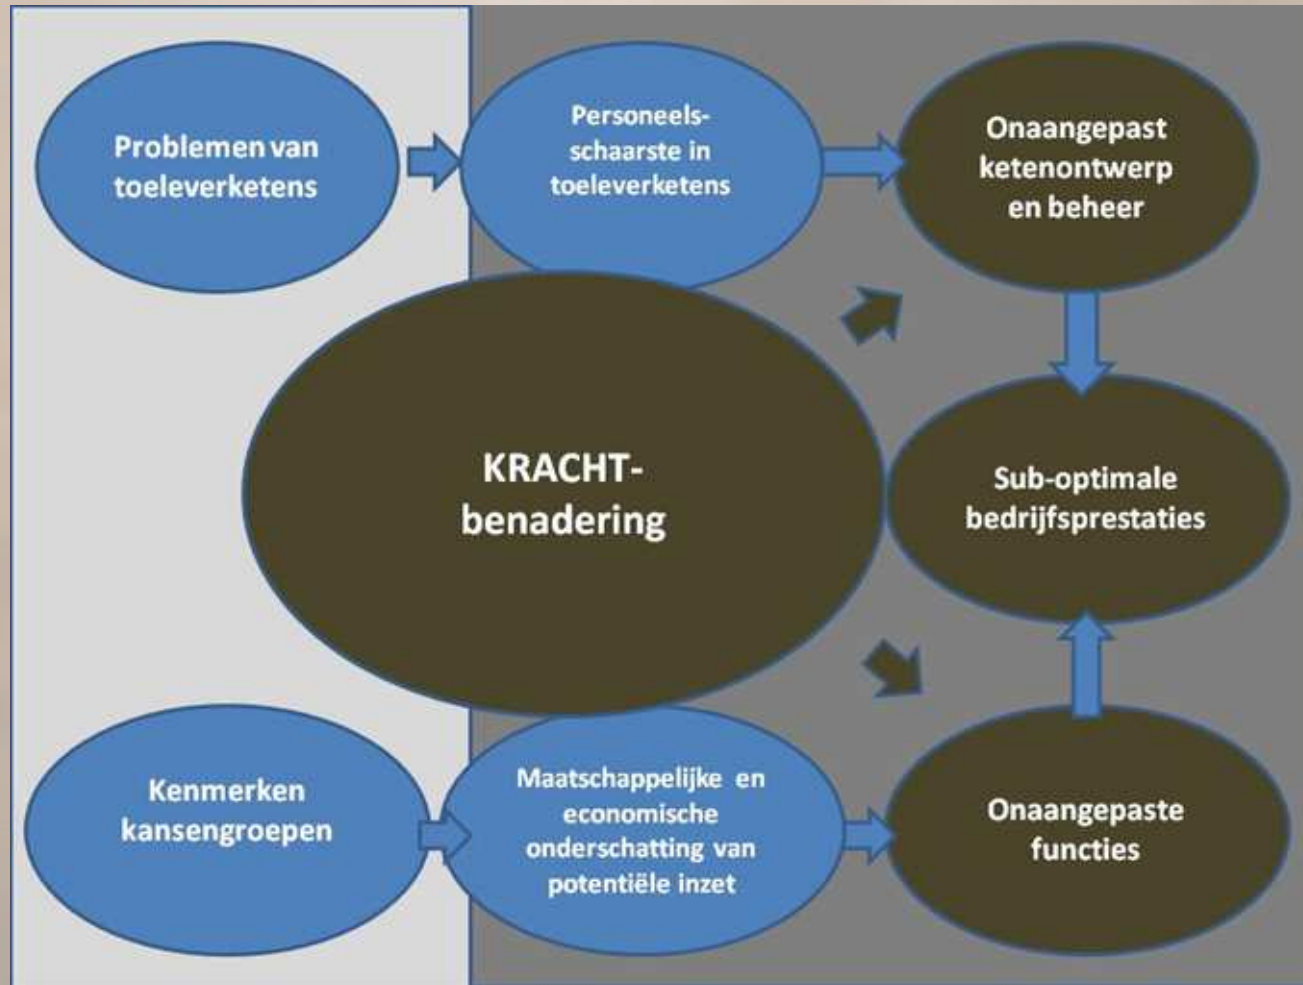 Problemen van
toeleverketens
Personeels-
schaarste in
toeleverketens
Onaangepast
ketenontwerp
en beheer
KRACHT-
benadering
Sub-optimale
bedrijfsprestaties
Kenmerken
kansengroepen
Maatschappelijke en
economische
onderschatting van
potentiële inzet
Onaangepaste
functies